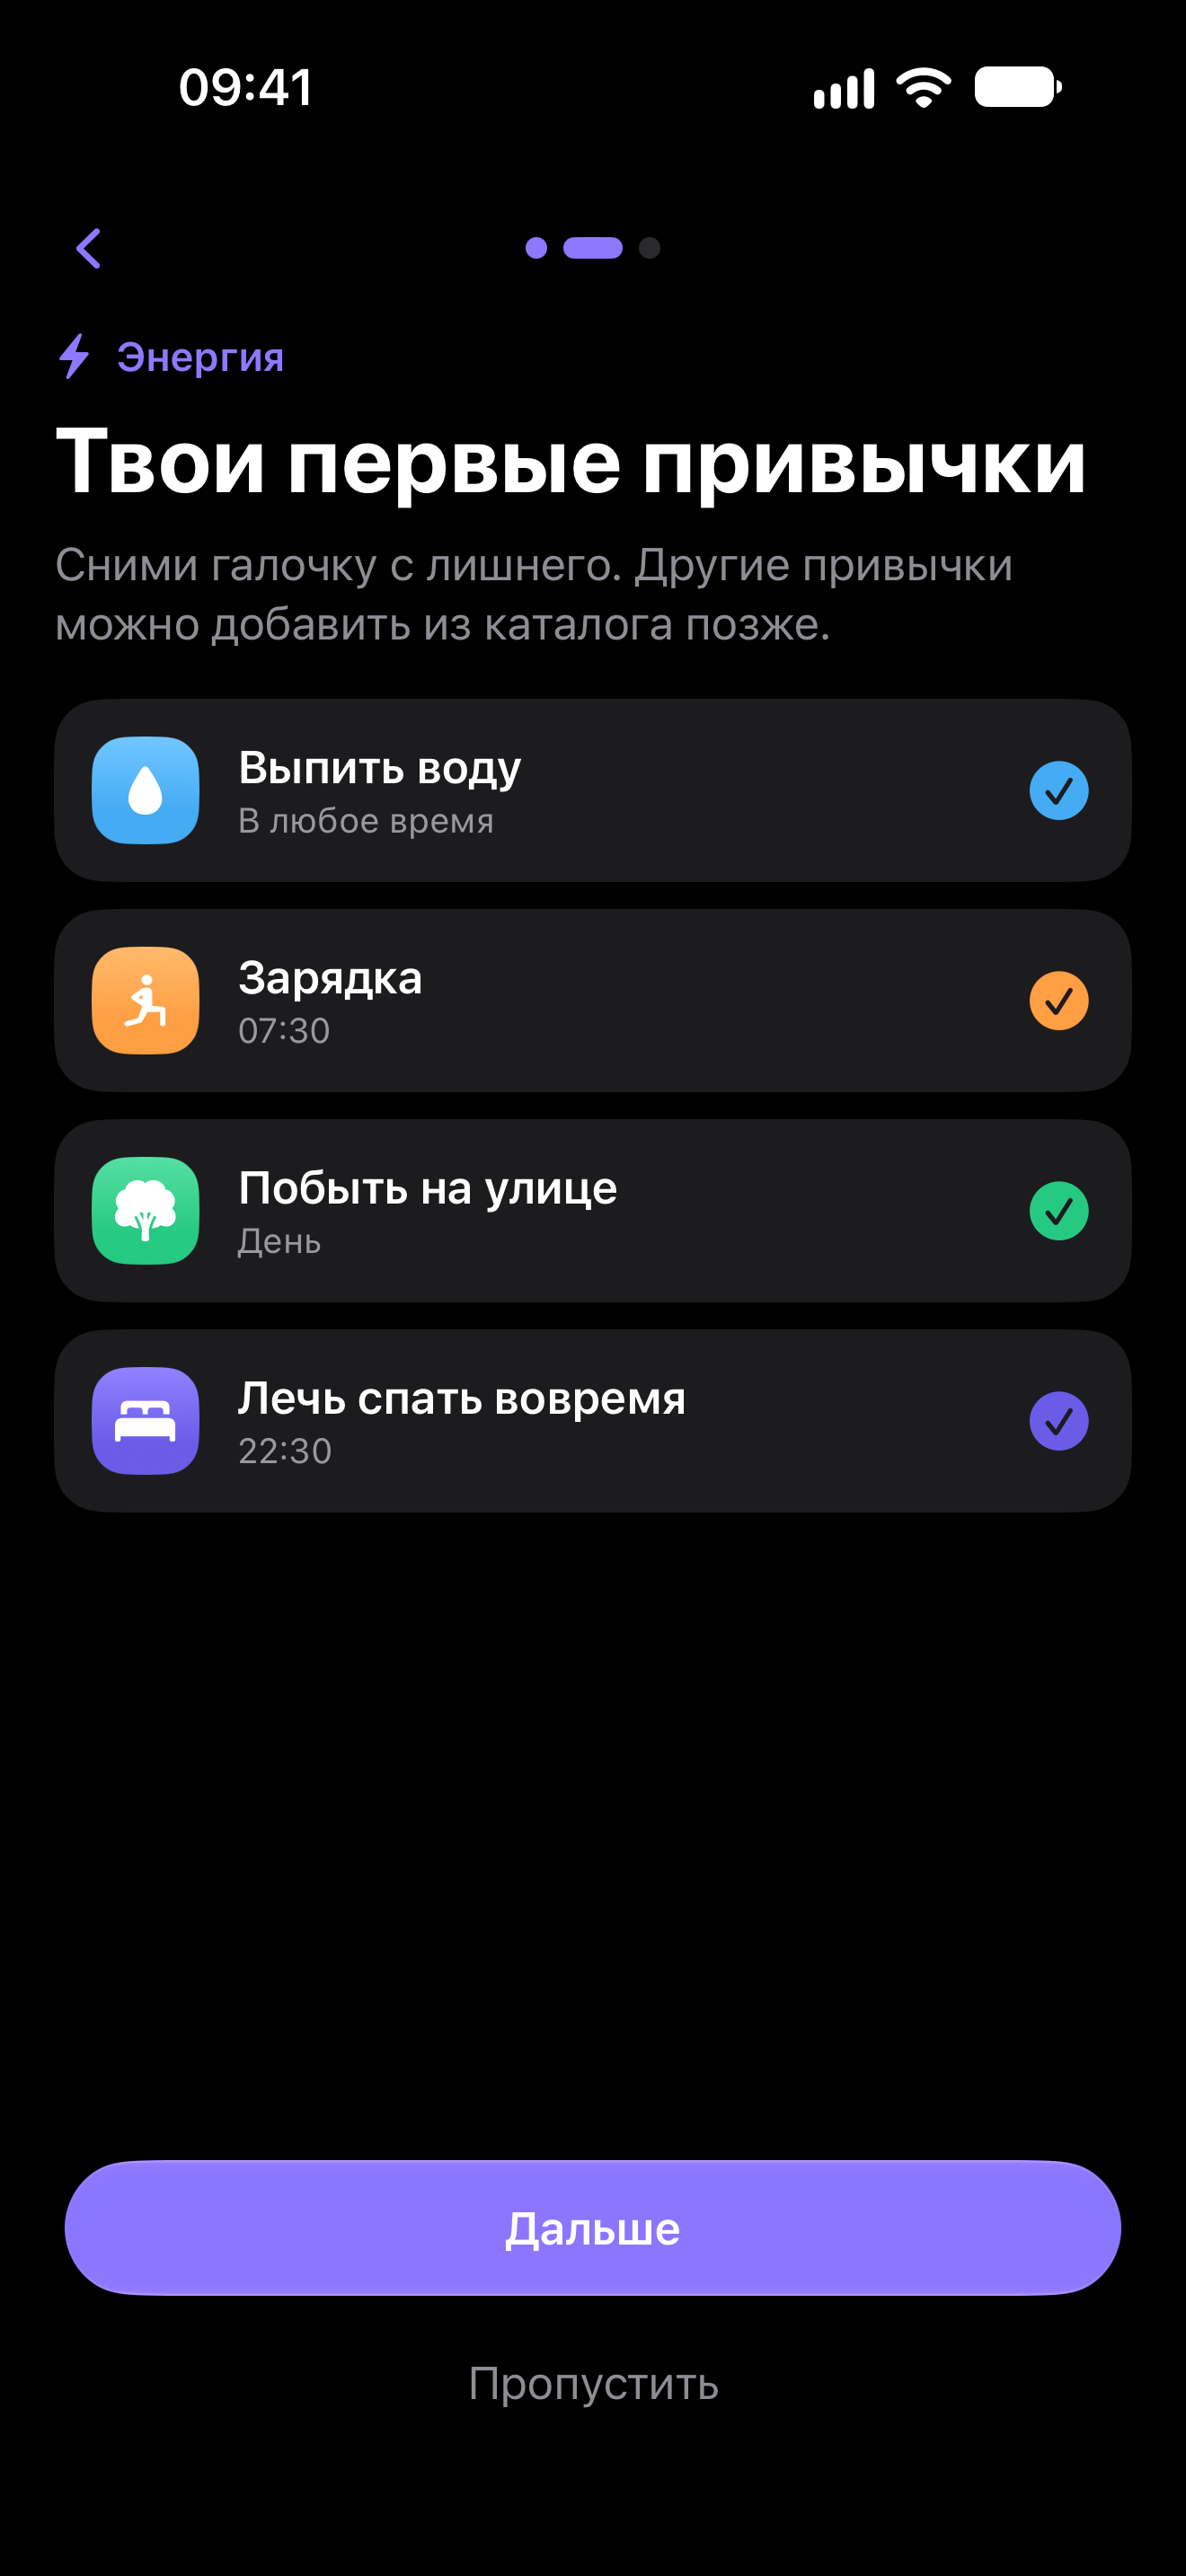 09:41
Энергия
Твои первые привычки
Сними галочку с лишнего. Другие привычки
можно добавить из каталога позже.
Выпить воду
В любое время
Зарядка
07:30
Побыть на улице
День
Лечь спать вовремя
22:30
Дальше
Пропустить